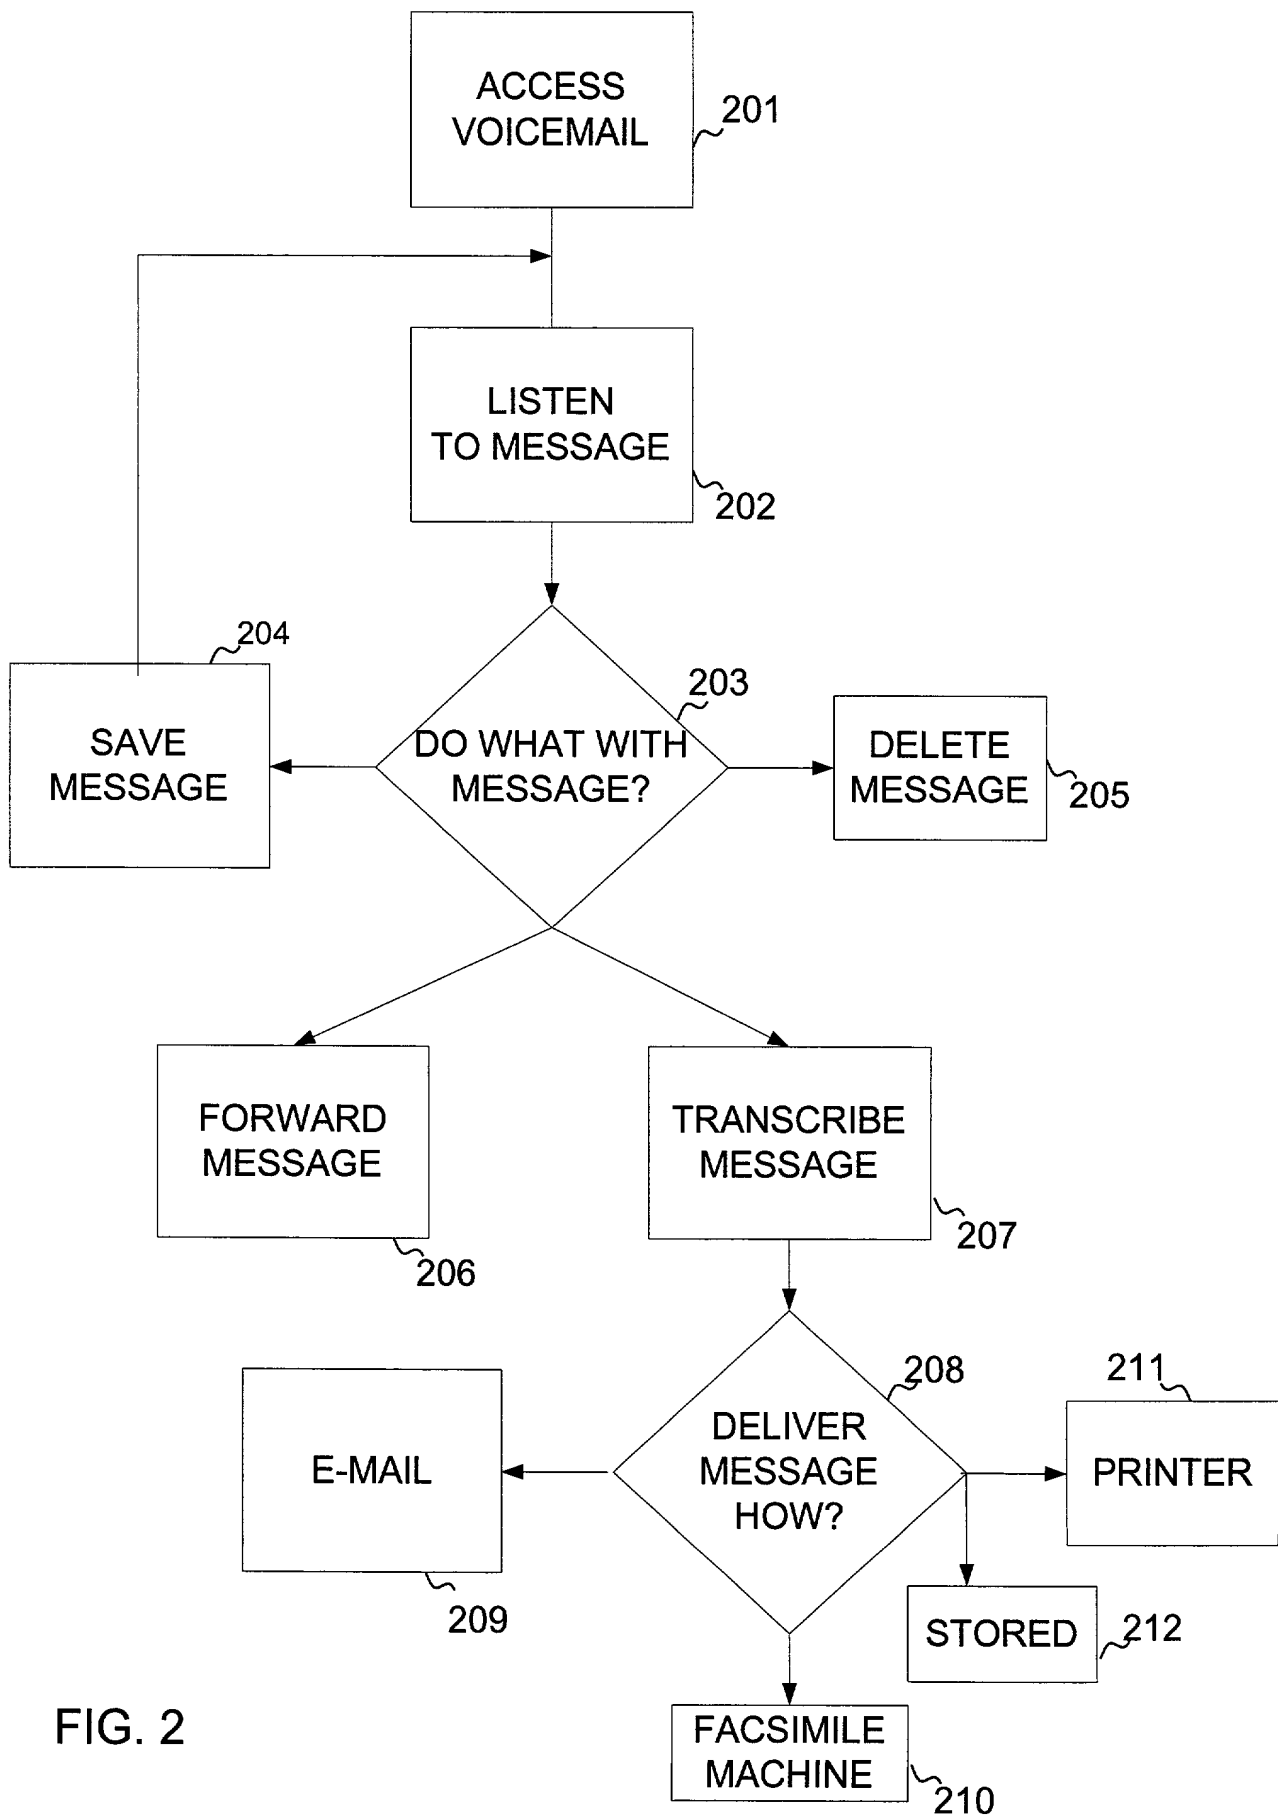 ACCESS
VOICEMAIL
201
LISTEN
TO MESSAGE
202
204
203
SAVE
MESSAGE
DO WHAT WITH
MESSAGE?
DELETE
MESSAGE
205
FORWARD
MESSAGE
206
TRANSCRIBE
MESSAGE
207
208
211
E-MAIL
209
DELIVER
MESSAGE
HOW?
PRINTER
STORED
212
FIG. 2
FACSIMILE
MACHINE
210